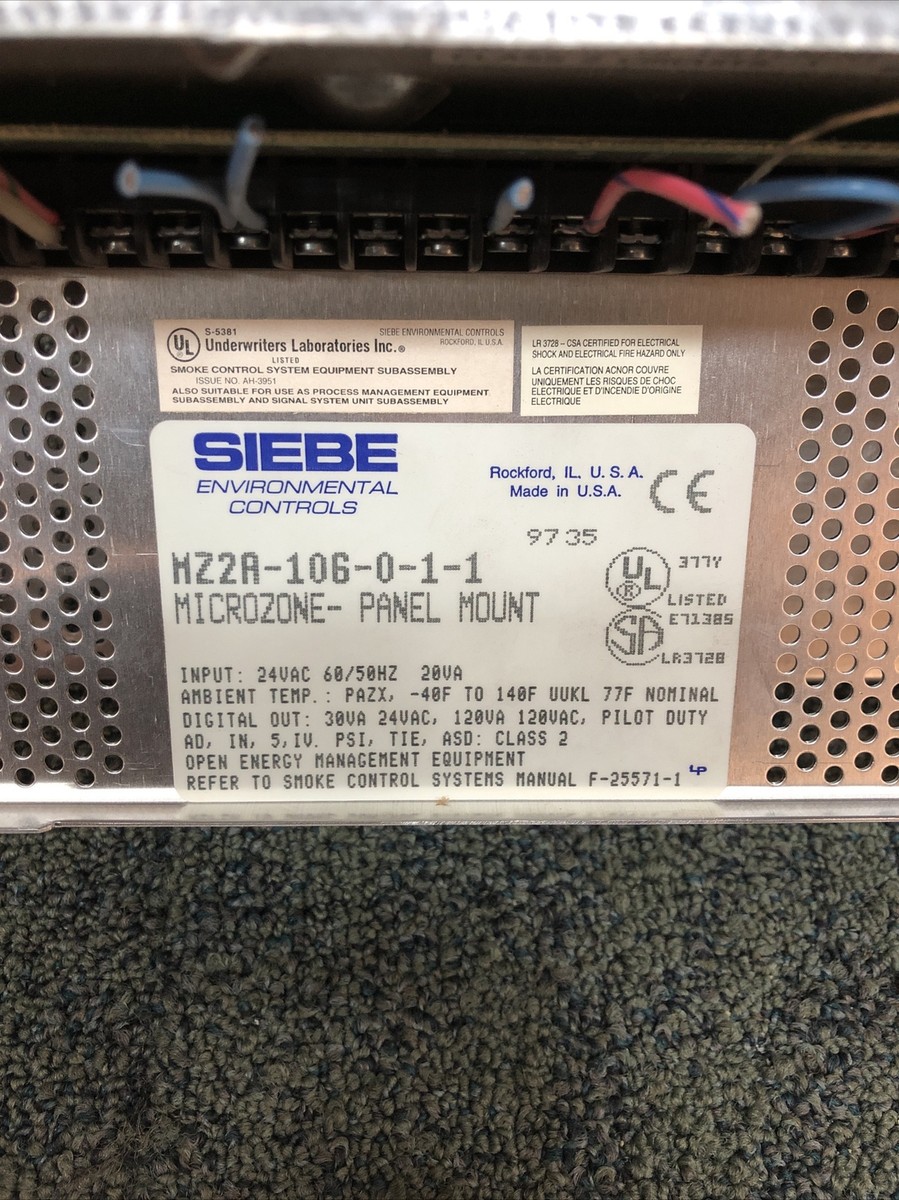 S-5381
SIEBE ENVIRONMENTAL CONTROLS
UL Underwriters Laboratories Inc.®
ROCKFORD, IL U.S.A.
LISTED
SMOKE CONTROL SYSTEM EQUIPMENT SUBASSEMBLY
ISSUE NO. AH-3951
ALSO SUITABLE FOR USE AS PROCESS MANAGEMENT EQUIPMENT
SUBASSEMBLY AND SIGNAL SYSTEM UNIT SUBASSEMBLY
LR 3728 – CSA CERTIFIED FOR ELECTRICAL
SHOCK AND ELECTRICAL FIRE HAZARD ONLY
LA CERTIFICATION ACNOR COUVRE
UNIQUEMENT LES RISQUES DE CHOC
ELECTRIQUE ET D'INCENDIE D'ORIGINE
ELECTRIQUE
SIEBE
ENVIRONMENTAL
CONTROLS
Rockford, IL, U. S. A.
Made in U.S.A.
CE
9735
MZ2A-106-0-1-1
MICROZONE- PANEL MOUNT
UL ® 377Y
LISTED
E71385
SA
LR3728
INPUT: 24VAC 60/50HZ 20VA
AMBIENT TEMP.: PAZX, -40F TO 140F UUKL 77F NOMINAL
DIGITAL OUT: 30VA 24VAC, 120VA 120VAC, PILOT DUTY
AD, IN, 5,IV. PSI, TIE, ASD: CLASS 2
OPEN ENERGY MANAGEMENT EQUIPMENT
REFER TO SMOKE CONTROL SYSTEMS MANUAL F-25571-1
LP